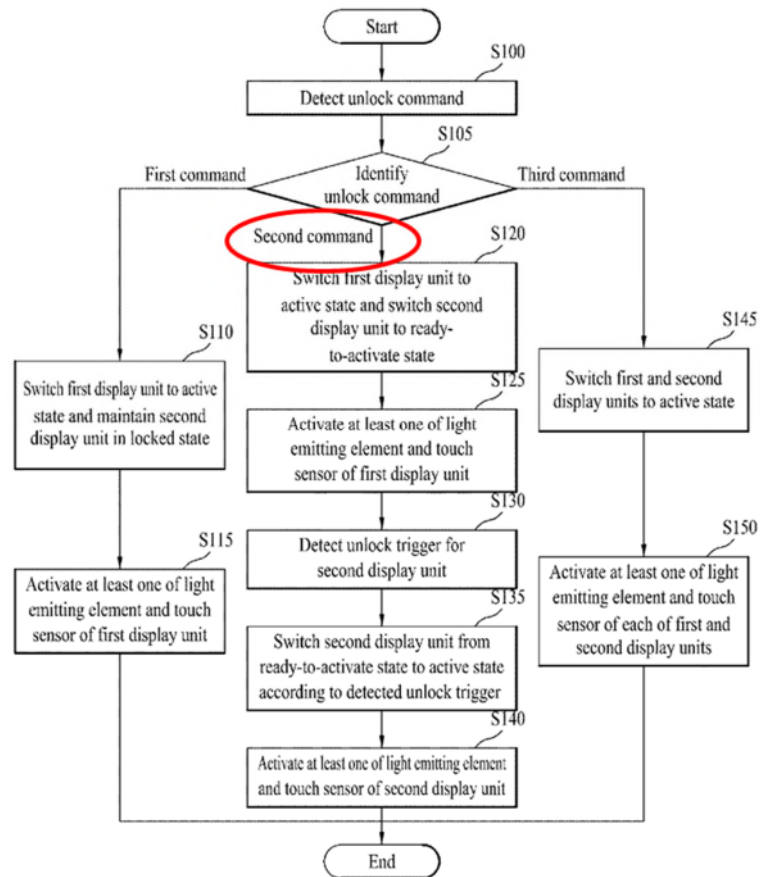 Start
S100
Detect unlock command
S105
First command
Identify
unlock command
Third command
Second command
S120
Switch first display unit to
active state and switch second
display unit to ready-
to-activate state
S110
Switch first display unit to active
state and maintain second
display unit in locked state
S145
Switch first and second
display units to active state
S125
Activate at least one of light
emitting element and touch
sensor of first display unit
S130
Detect unlock trigger for
second display unit
S115
Activate at least one of light
emitting element and touch
sensor of first display unit
S150
Activate at least one of light
emitting element and touch
sensor of each of first and
second display units
S135
Switch second display unit from
ready-to-activate state to active state
according to detected unlock trigger
S140
Activate at least one of light emitting element
and touch sensor of second display unit
End